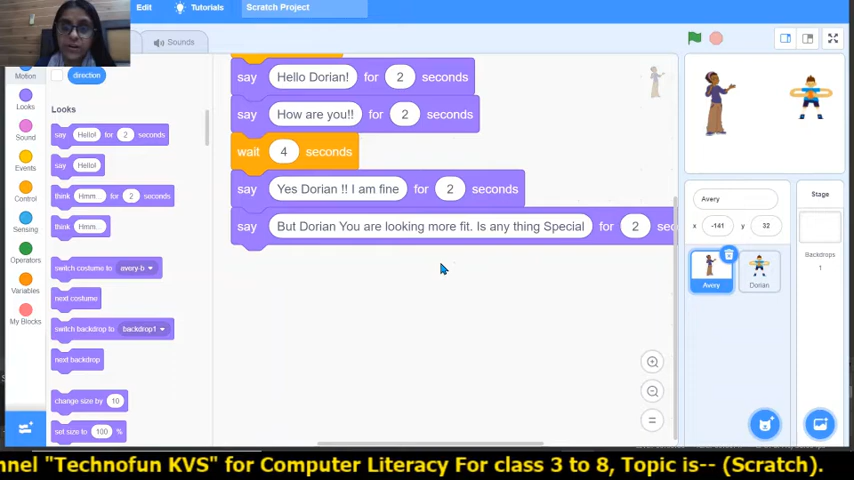 Edit
Tutorials
Scratch Project
Sounds
Motion
Looks
Sound
Events
Control
Sensing
Operators
Variables
My Blocks
direction
Looks
say Hello! for 2 seconds
say Hello!
think Hmm... for 2 seconds
think Hmm...
switch costume to avery-b
next costume
switch backdrop to backdrop1
next backdrop
change size by 10
set size to 100 %
say Hello Dorian! for 2 seconds
say How are you!! for 2 seconds
wait 4 seconds
say Yes Dorian !! I am fine for 2 seconds
say But Dorian You are looking more fit. Is any thing Special for 2 sec
Avery
x -141 y 32
Avery
Dorian
Stage
Backdrops
1
nnel "Technofun KVS" for Computer Literacy For class 3 to 8, Topic is-- (Scratch).